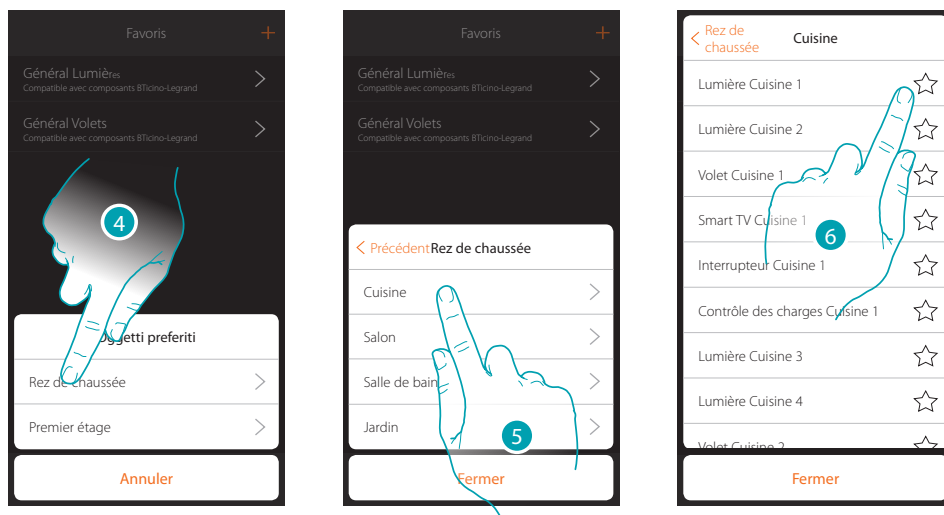 Favoris
+
Général Lumières
Compatible avec composants BTicino-Legrand
Général Volets
Compatible avec composants BTicino-Legrand
4
Oggetti preferiti
Rez de chaussée
Premier étage
Annuler
Favoris
+
Général Lumières
Compatible avec composants BTicino-Legrand
Général Volets
Compatible avec composants BTicino-Legrand
Précédent Rez de chaussée
Cuisine
Salon
Salle de bain
Jardin
5
Fermer
Rez de
chaussée
Cuisine
Lumière Cuisine 1
Lumière Cuisine 2
Volet Cuisine 1
Smart TV Cuisine 1
6
Interrupteur Cuisine 1
Contrôle des charges Cuisine 1
Lumière Cuisine 3
Lumière Cuisine 4
Volet Cuisine 2
Fermer